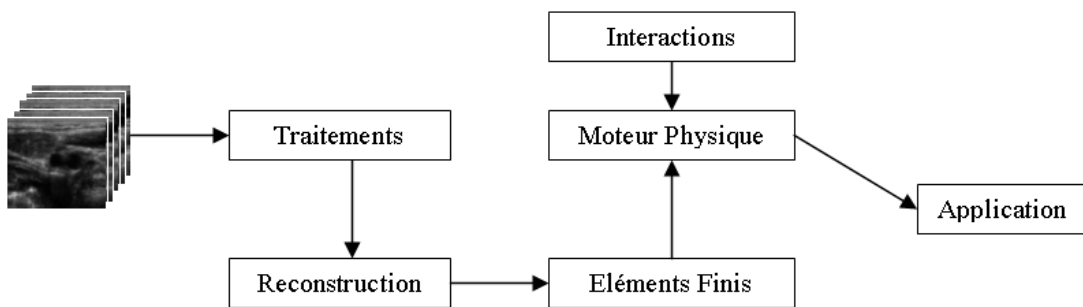 Interactions
Traitements
Moteur Physique
Application
Reconstruction
Eléments Finis